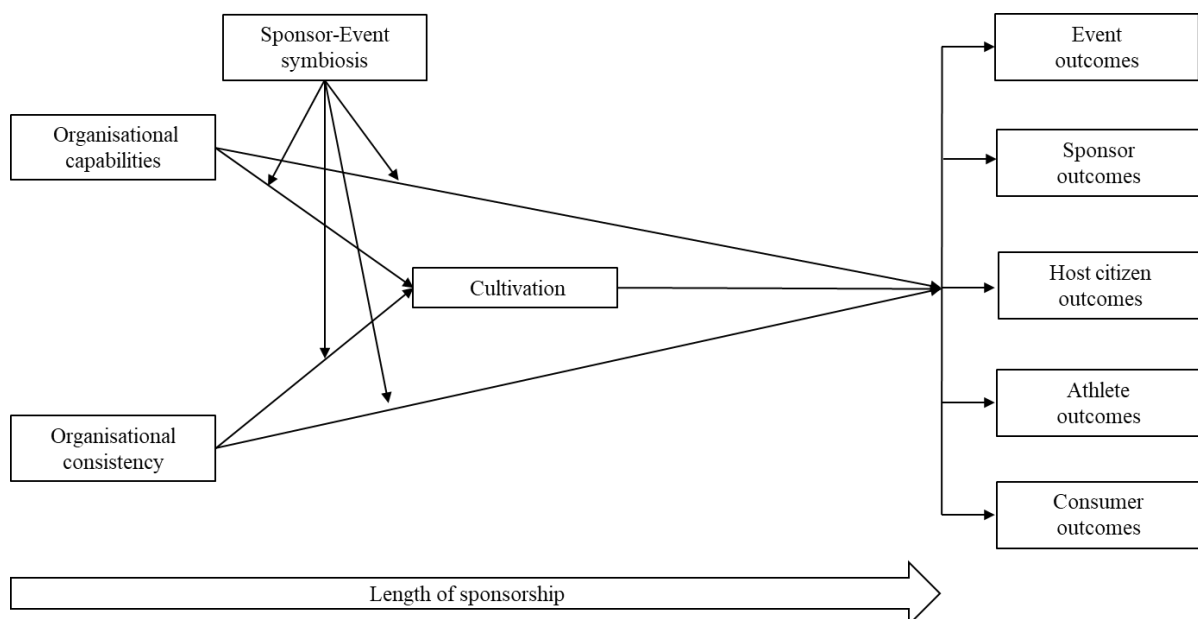 Sponsor-Event
symbiosis
Organisational
capabilities
Cultivation
Organisational
consistency
Event
outcomes
Sponsor
outcomes
Host citizen
outcomes
Athlete
outcomes
Consumer
outcomes
Length of sponsorship